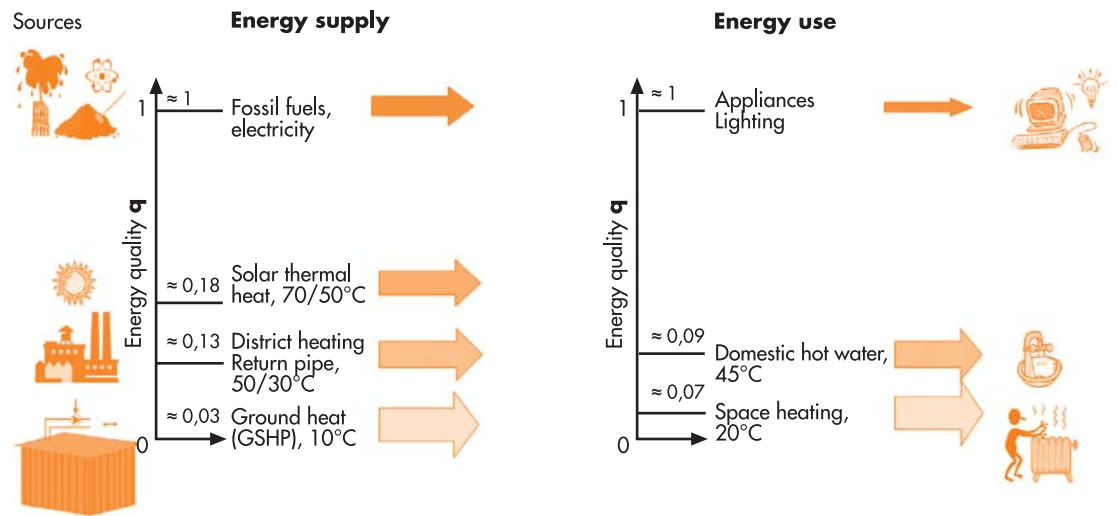 Sources
Energy supply
Energy quality q
1
≈ 1
Fossil fuels,
electricity
≈ 0,18
Solar thermal
heat, 70/50°C
≈ 0,13
District heating
Return pipe,
50/30°C
≈ 0,03
Ground heat
(GSHP), 10°C
0
Energy use
Energy quality q
1
≈ 1
Appliances
Lighting
≈ 0,09
Domestic hot water,
45°C
≈ 0,07
Space heating,
20°C
0